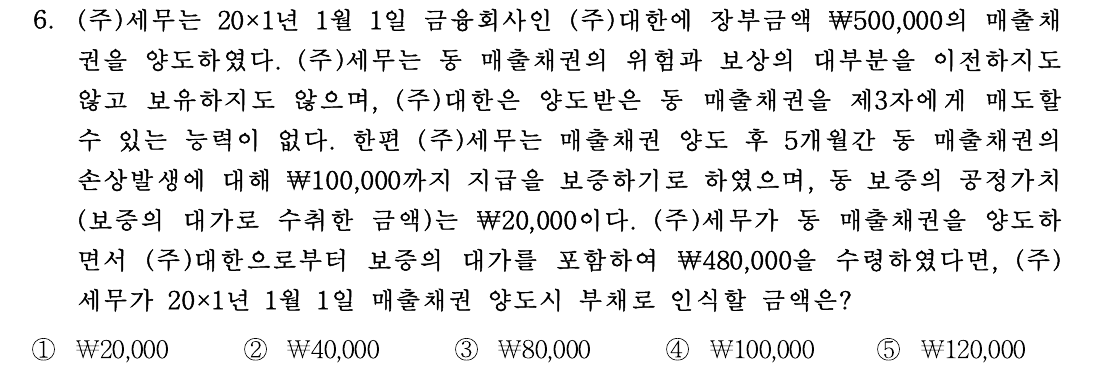 6. (주)세무는 20×1년 1월 1일 금융회사인 (주)대한에 장부금액 ₩500,000의 매출채
권을 양도하였다. (주)세무는 동 매출채권의 위험과 보상의 대부분을 이전하지도
않고 보유하지도 않으며, (주)대한은 양도받은 동 매출채권을 제3자에게 매도할
수 있는 능력이 없다. 한편 (주)세무는 매출채권 양도 후 5개월간 동 매출채권의
손상발생에 대해 ₩100,000까지 지급을 보증하기로 하였으며, 동 보증의 공정가치
(보증의 대가로 수취한 금액)는 ₩20,000이다. (주)세무가 동 매출채권을 양도하
면서 (주)대한으로부터 보증의 대가를 포함하여 ₩480,000을 수령하였다면, (주)
세무가 20×1년 1월 1일 매출채권 양도시 부채로 인식할 금액은?
① ₩20,000 ② ₩40,000 ③ ₩80,000 ④ ₩100,000 ⑤ ₩120,000